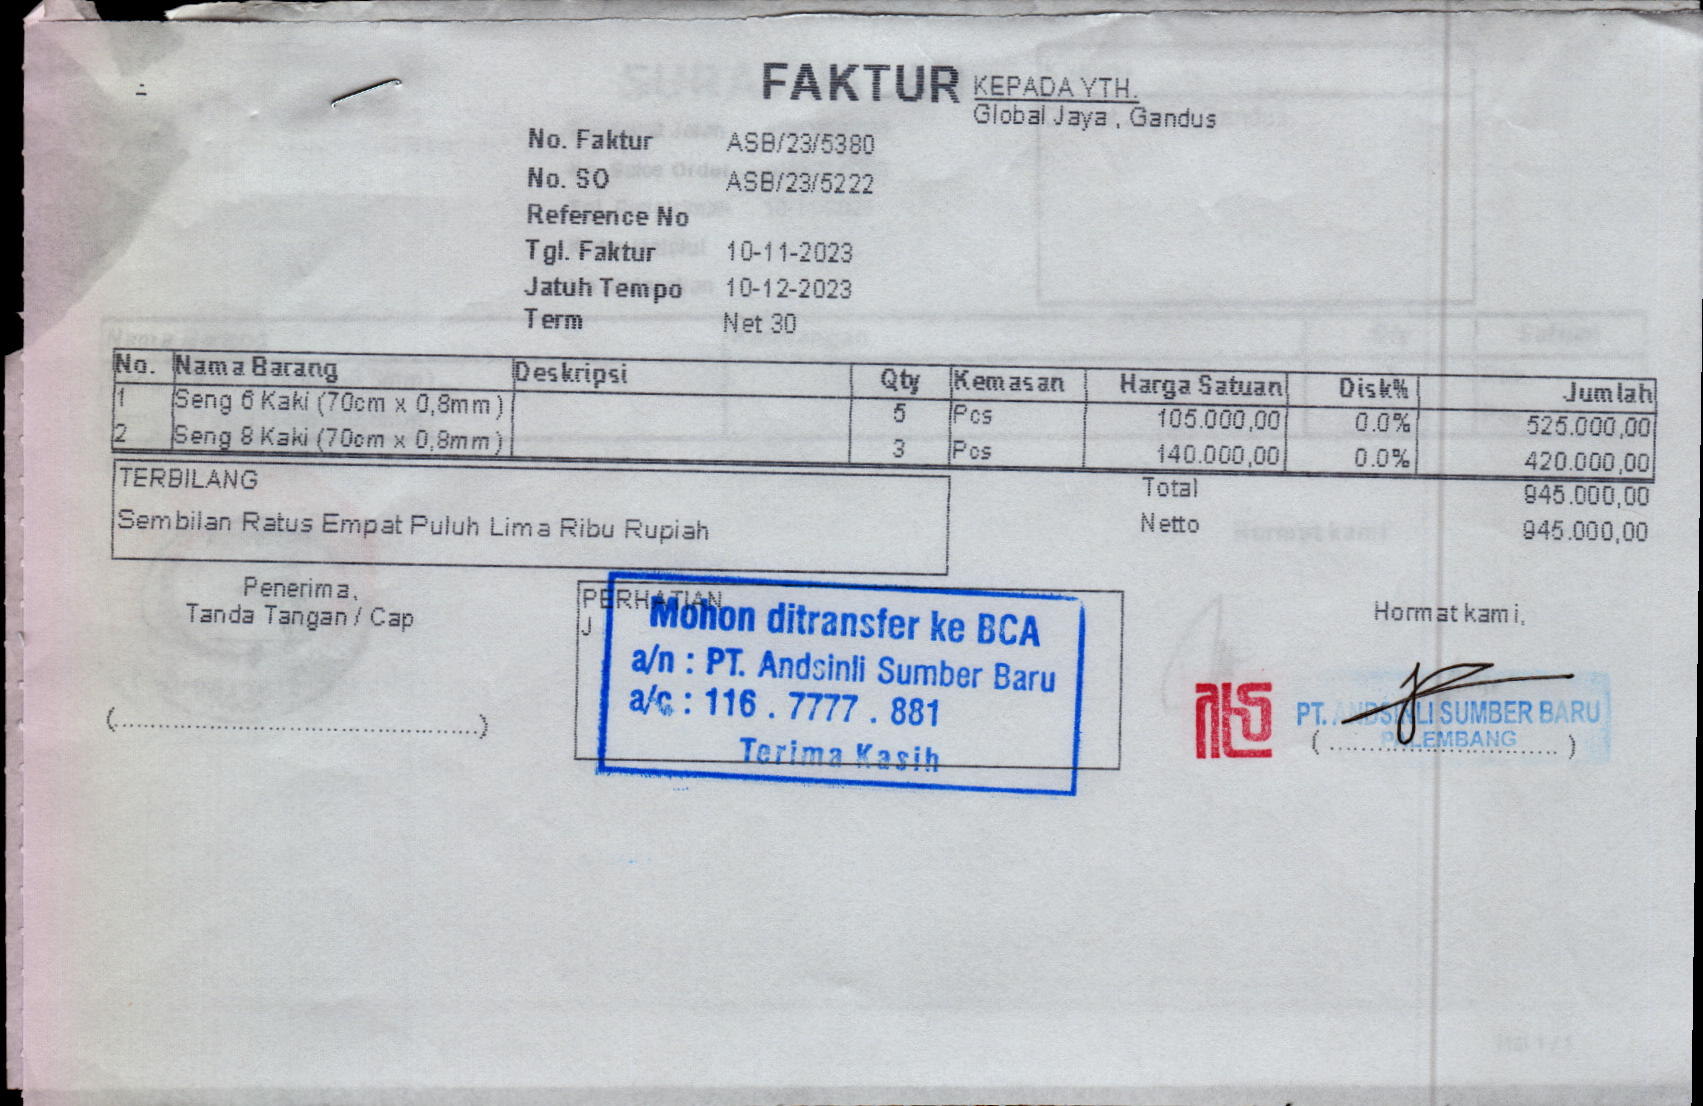 FAKTUR
KEPADA YTH.
Global Jaya , Gandus
No. Faktur ASB/23/5380
No. SO ASB/23/5222
Reference No
Tgl. Faktur 10-11-2023
Jatuh Tempo 10-12-2023
Term Net 30
No. Nama Barang Deskripsi Qty Kemasan Harga Satuan Disk% Jumlah
1 Seng 6 Kaki (70cm x 0,8mm) 5 Pcs 105.000,00 0.0% 525.000,00
2 Seng 8 Kaki (70cm x 0,8mm) 3 Pcs 140.000,00 0.0% 420.000,00
TERBILANG
Sembilan Ratus Empat Puluh Lima Ribu Rupiah
Total 945.000,00
Netto 945.000,00
Penerima,
Tanda Tangan / Cap
(................................................)
PERHATIAN
J
Mohon ditransfer ke BCA
a/n : PT. Andsinli Sumber Baru
a/c : 116 . 7777 . 881
Terima Kasih
Hormat kami,
PT. ANDSINLI SUMBER BARU
PALEMBANG
(..............................)